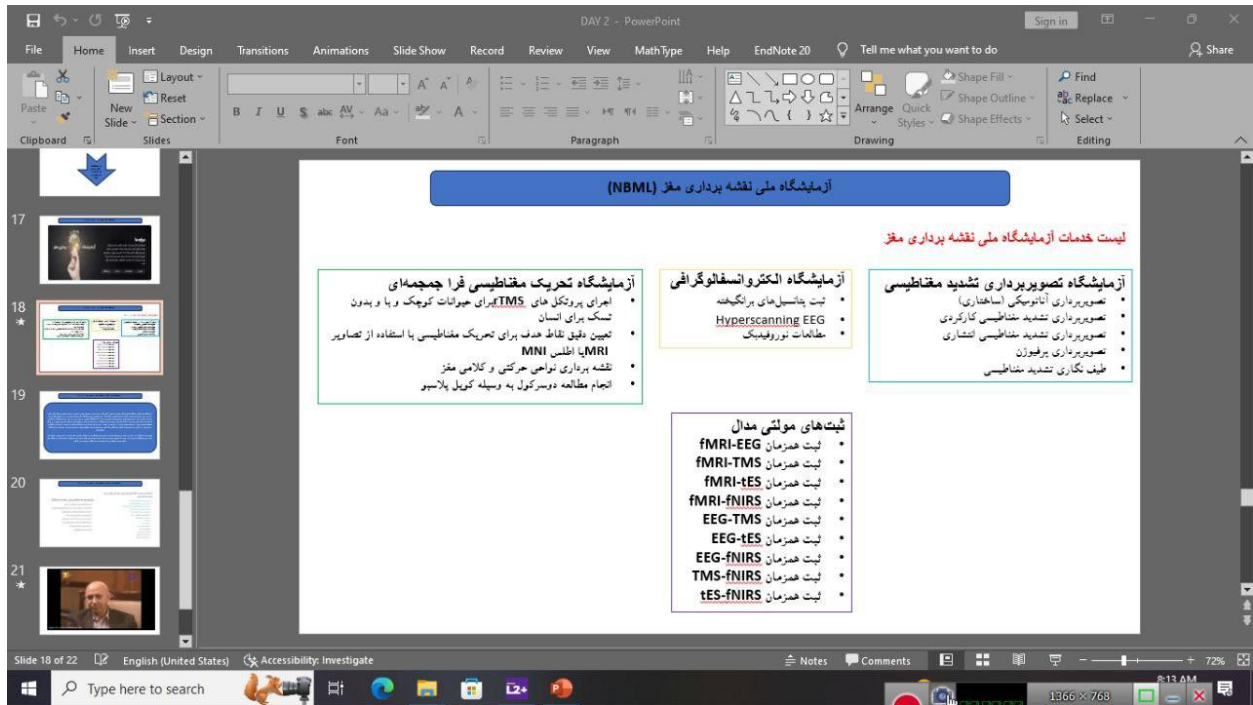 DAY 2 - PowerPoint
Sign in
File Home Insert Design Transitions Animations Slide Show Record Review View MathType Help EndNote 20 Tell me what you want to do Share
Paste
New Slide
Layout
Reset
Section
B I U S abc AV Aa A
Arrange
Quick Styles
Shape Fill
Shape Outline
Shape Effects
Find
Replace
Select
Clipboard Slides Font Paragraph Drawing Editing
17
18
19
20
21
آزمایشگاه ملی نقشه برداری مغز (NBML)
لیست خدمات آزمایشگاه ملی نقشه برداری مغز
آزمایشگاه تصویربرداری تشدید مغناطیسی
• تصویربرداری آناتومیکی (ساختاری)
• تصویربرداری تشدید مغناطیسی کارکردی
• تصویربرداری تشدید مغناطیسی انتشاری
• تصویربرداری پرفیوژن
• طیف نگاری تشدید مغناطیسی
آزمایشگاه الکتروانسفالوگرافی
• ثبت پتانسیل‌های برانگیخته
• Hyperscanning EEG
• مطالعات نوروفیدبک
آزمایشگاه تحریک مغناطیسی فرا جمجمه‌ای
• اجرای پروتکل های rTMS برای حیوانات کوچک و با و بدون
تسک برای انسان
• تعیین دقیق نقاط هدف برای تحریک مغناطیسی با استفاده از تصاویر
MRI یا اطلس MNI
• نقشه برداری نواحی حرکتی و کلامی مغز
• انجام مطالعه دوسرکول به وسیله کویل پلاسبو
ثبت‌های مولتی مدال
• ثبت همزمان fMRI-EEG
• ثبت همزمان fMRI-TMS
• ثبت همزمان fMRI-tES
• ثبت همزمان fMRI-fNIRS
• ثبت همزمان EEG-TMS
• ثبت همزمان EEG-tES
• ثبت همزمان EEG-fNIRS
• ثبت همزمان TMS-fNIRS
• ثبت همزمان tES-fNIRS
Slide 18 of 22 English (United States) Accessibility: Investigate Notes Comments 72%
Type here to search
8:13 AM
1366 × 768